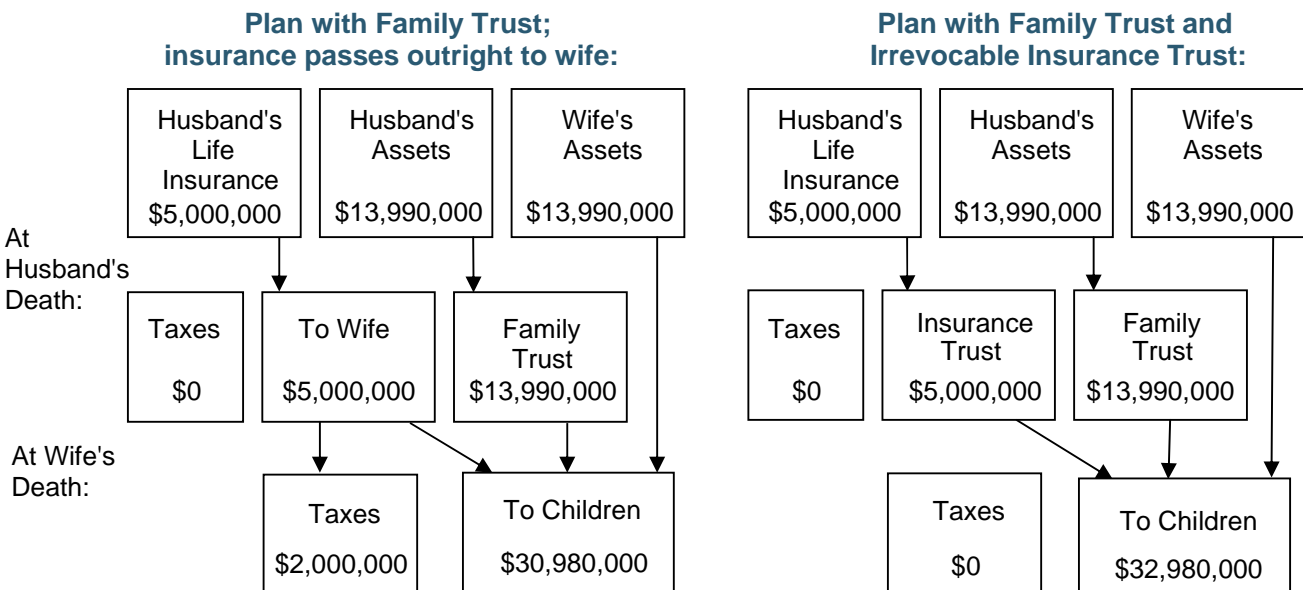 Plan with Family Trust;
insurance passes outright to wife:
Husband's
Life
Insurance
$5,000,000
Husband's
Assets
$13,990,000
Wife's
Assets
$13,990,000
At
Husband's
Death:
Taxes
$0
To Wife
$5,000,000
Family
Trust
$13,990,000
At Wife's
Death:
Taxes
$2,000,000
To Children
$30,980,000
Plan with Family Trust and
Irrevocable Insurance Trust:
Husband's
Life
Insurance
$5,000,000
Husband's
Assets
$13,990,000
Wife's
Assets
$13,990,000
Taxes
$0
Insurance
Trust
$5,000,000
Family
Trust
$13,990,000
Taxes
$0
To Children
$32,980,000